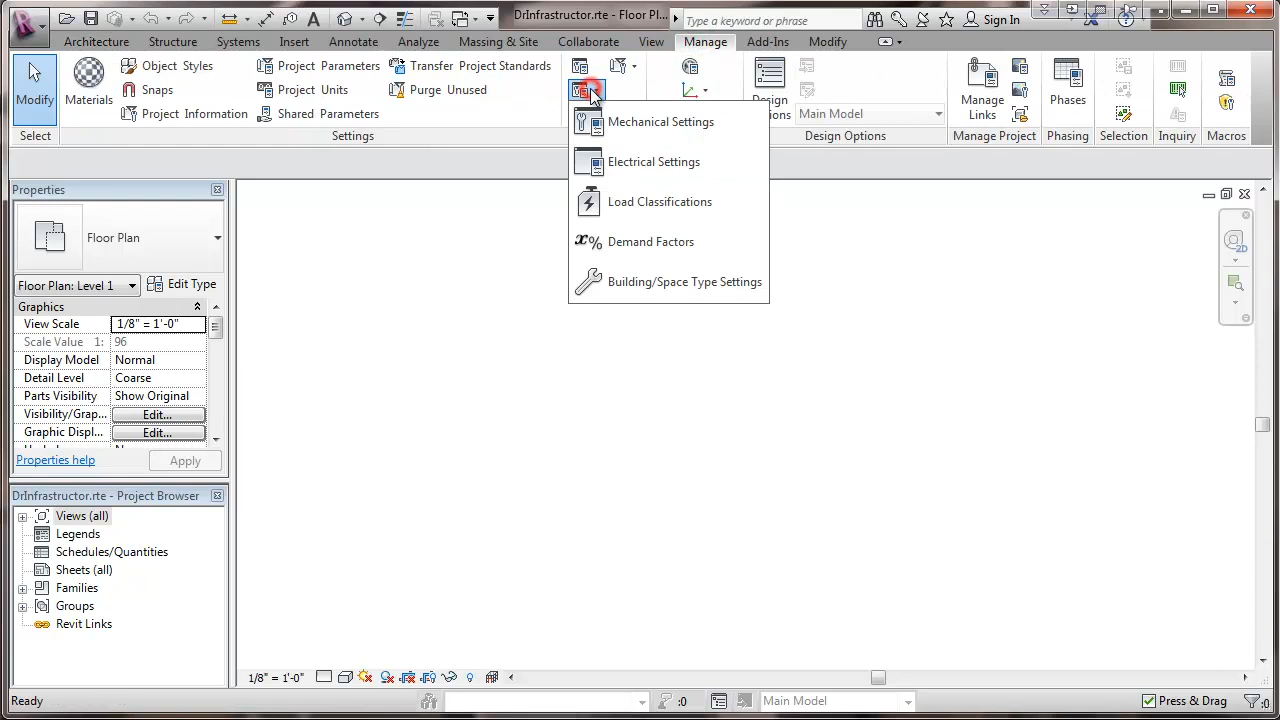 DrInfrastructor.rte - Floor Pl...
Type a keyword or phrase
Sign In
Architecture
Structure
Systems
Insert
Annotate
Analyze
Massing & Site
Collaborate
View
Manage
Add-Ins
Modify
Modify
Materials
Object Styles
Snaps
Project Information
Project Parameters
Project Units
Shared Parameters
Transfer Project Standards
Purge Unused
Design
Main Model
Manage
Links
Phases
Select
Settings
Design Options
Manage Project
Phasing
Selection
Inquiry
Macros
Mechanical Settings
Electrical Settings
Load Classifications
x% Demand Factors
Building/Space Type Settings
Properties
Floor Plan
Floor Plan: Level 1
Edit Type
Graphics
View Scale 1/8" = 1'-0"
Scale Value 1: 96
Display Model Normal
Detail Level Coarse
Parts Visibility Show Original
Visibility/Grap... Edit...
Graphic Displ... Edit...
Properties help
Apply
DrInfrastructor.rte - Project Browser
Views (all)
Legends
Schedules/Quantities
Sheets (all)
Families
Groups
Revit Links
2D
1/8" = 1'-0"
Ready
:0
Main Model
Press & Drag
:0